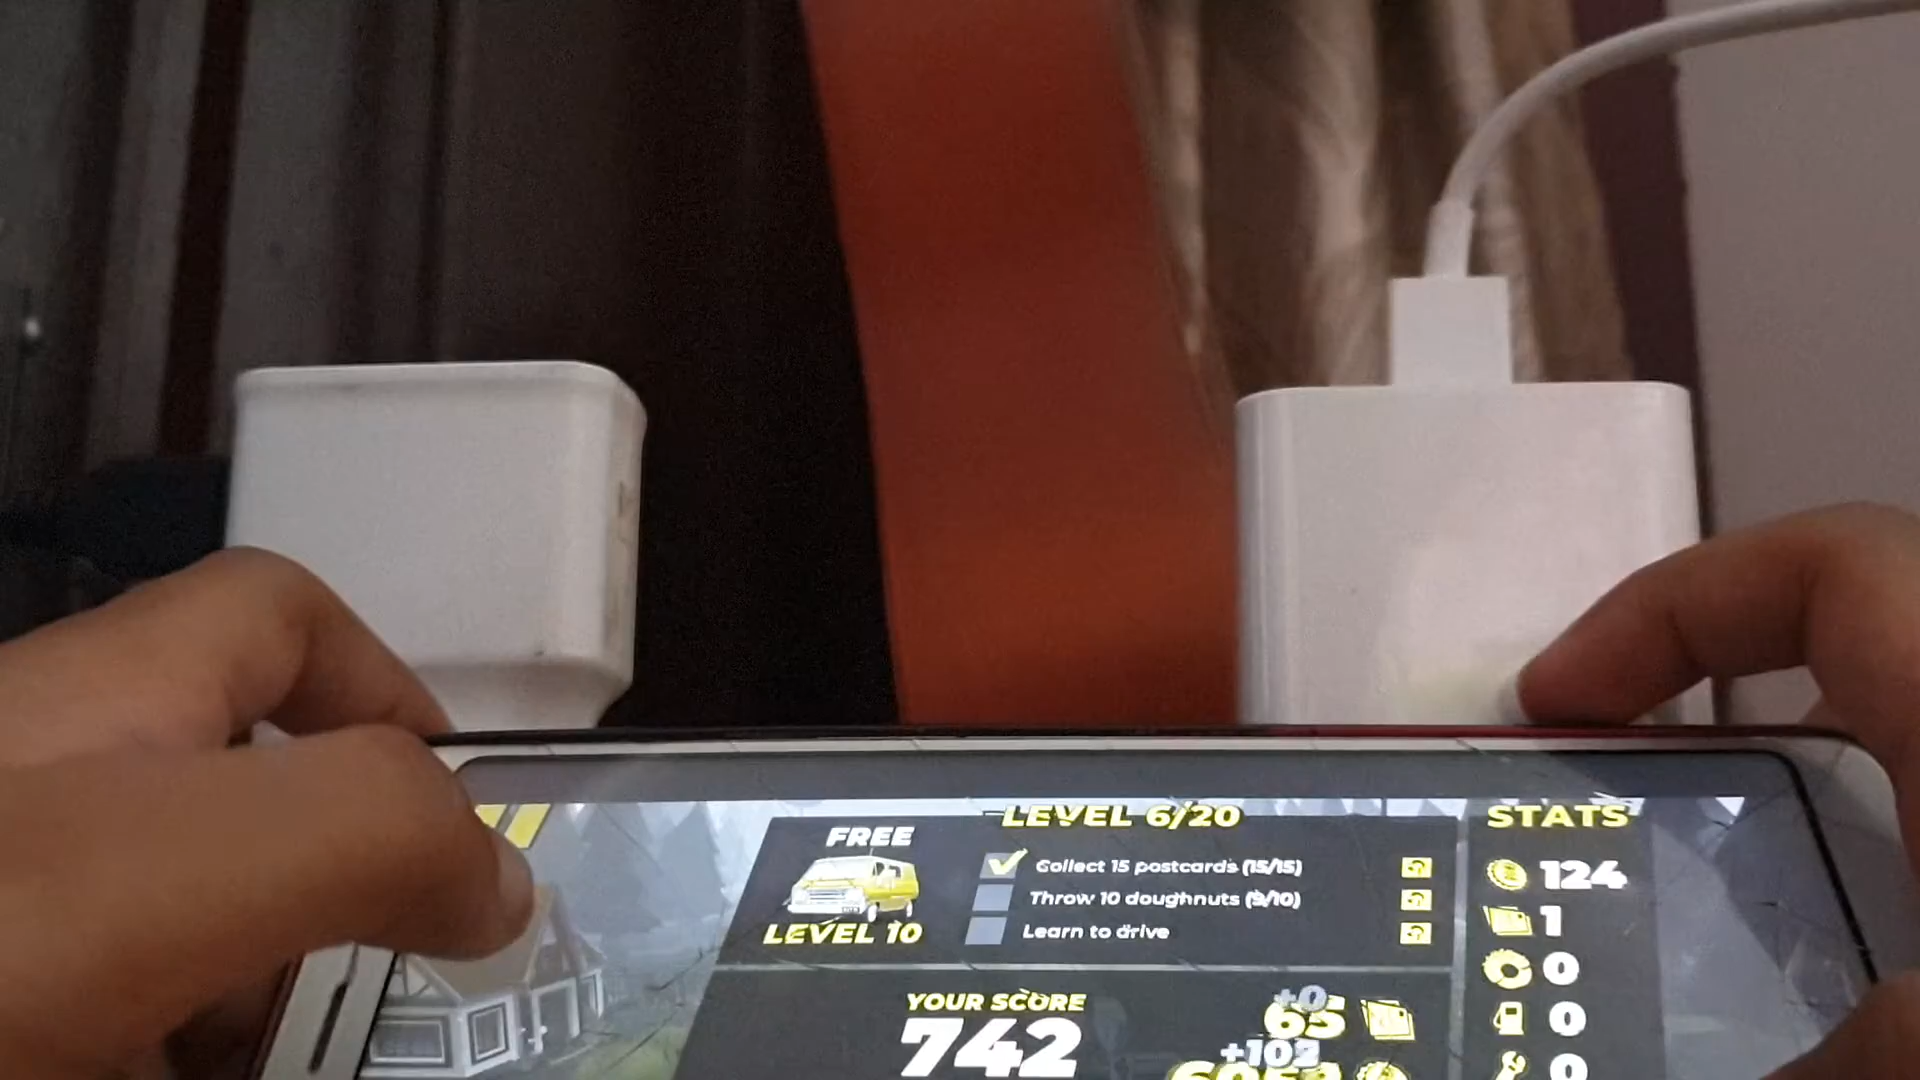 FREE
LEVEL 10
LEVEL 6/20
Collect 15 postcards (15/15)
Throw 10 doughnuts (9/10)
Learn to drive
YOUR SCORE
742
+0
65
+102
STATS
124
1
0
0
0